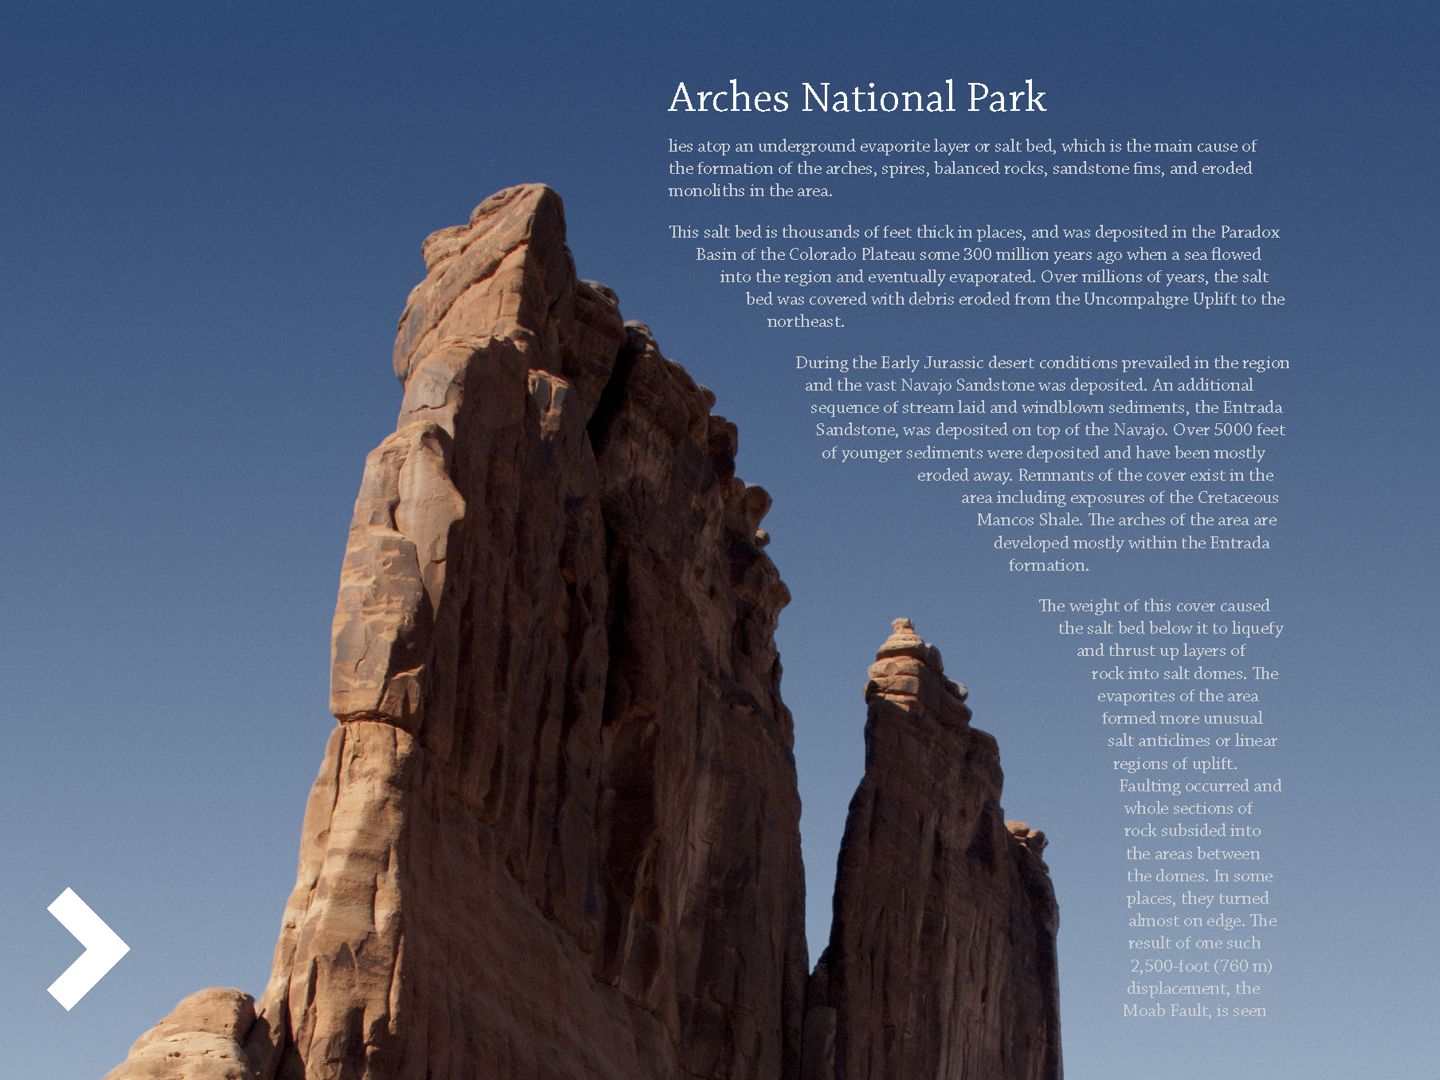 Arches National Park
lies atop an underground evaporite layer or salt bed, which is the main cause of
the formation of the arches, spires, balanced rocks, sandstone fins, and eroded
monoliths in the area.
This salt bed is thousands of feet thick in places, and was deposited in the Paradox
Basin of the Colorado Plateau some 300 million years ago when a sea flowed
into the region and eventually evaporated. Over millions of years, the salt
bed was covered with debris eroded from the Uncompahgre Uplift to the
northeast.
During the Early Jurassic desert conditions prevailed in the region
and the vast Navajo Sandstone was deposited. An additional
sequence of stream laid and windblown sediments, the Entrada
Sandstone, was deposited on top of the Navajo. Over 5000 feet
of younger sediments were deposited and have been mostly
eroded away. Remnants of the cover exist in the
area including exposures of the Cretaceous
Mancos Shale. The arches of the area are
developed mostly within the Entrada
formation.
The weight of this cover caused
the salt bed below it to liquefy
and thrust up layers of
rock into salt domes. The
evaporites of the area
formed more unusual
salt anticlines or linear
regions of uplift.
Faulting occurred and
whole sections of
rock subsided into
the areas between
the domes. In some
places, they turned
almost on edge. The
result of one such
2,500-foot (760 m)
displacement, the
Moab Fault, is seen